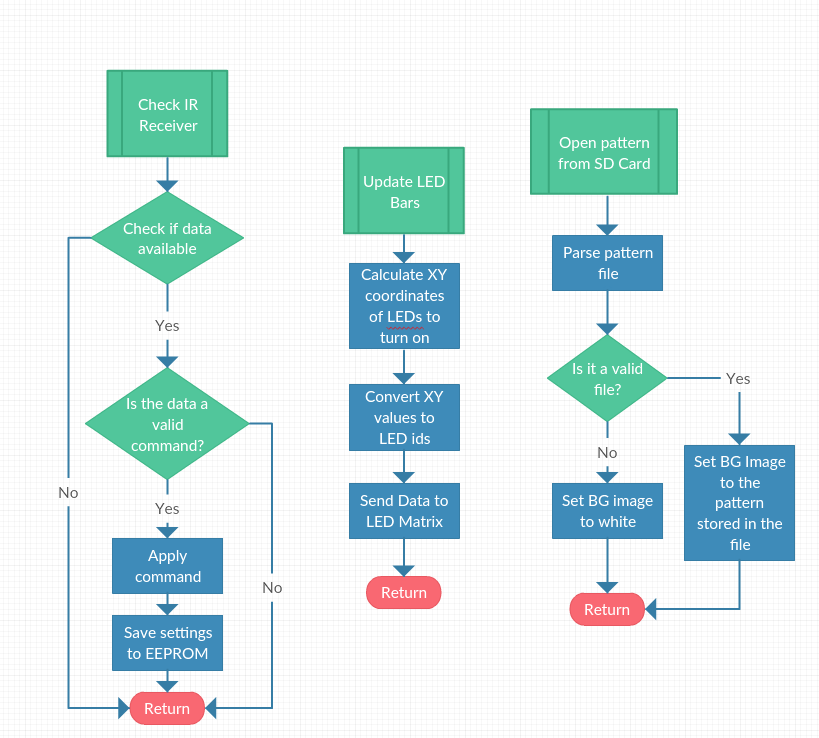 Check IR
Receiver
Check if data
available
Yes
Is the data a
valid
command?
No
Yes
Apply
command
No
Save settings
to EEPROM
Return
Update LED
Bars
Calculate XY
coordinates
of LEDs to
turn on
Convert XY
values to
LED ids
Send Data to
LED Matrix
Return
Open pattern
from SD Card
Parse pattern
file
Is it a valid
file?
Yes
No
Set BG image
to white
Set BG Image
to the
pattern
stored in the
file
Return